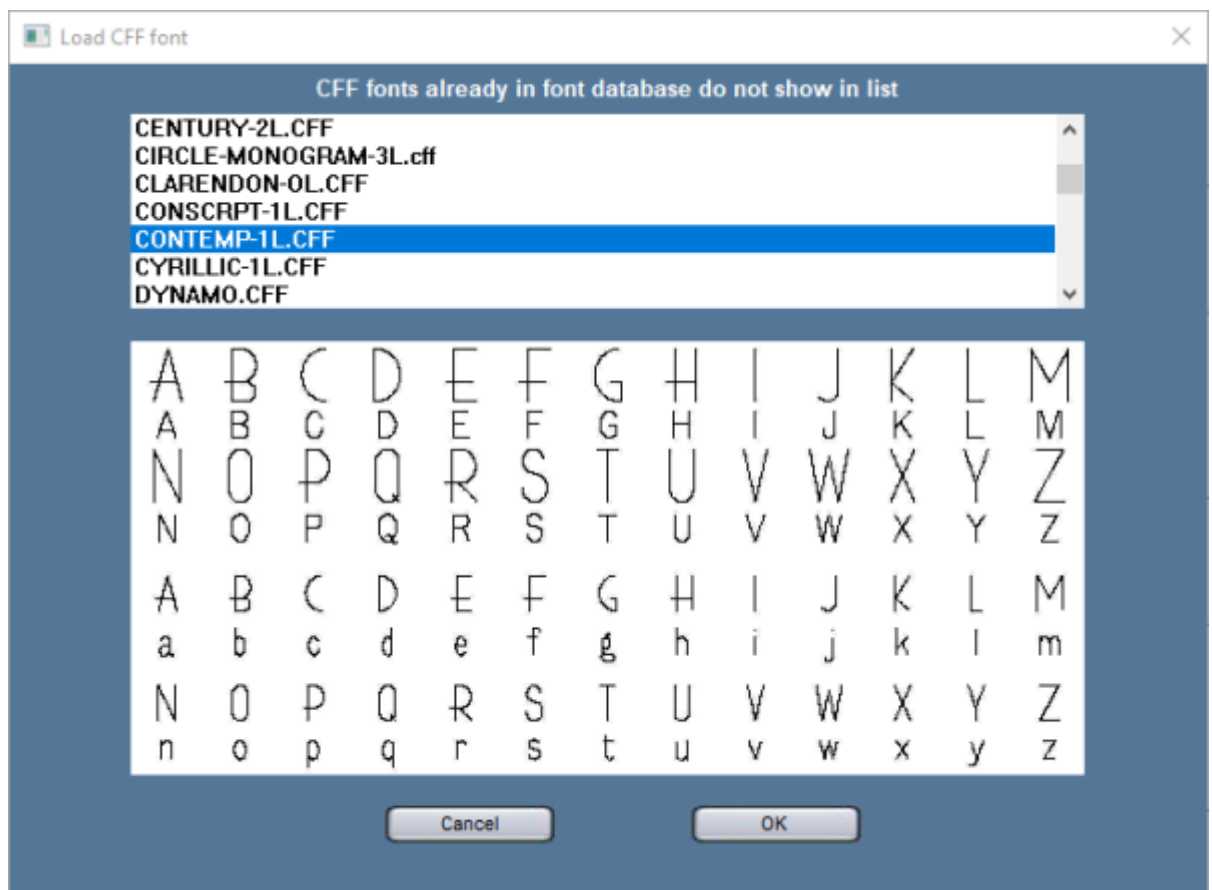 Load CFF font
CFF fonts already in font database do not show in list
CENTURY-2L.CFF
CIRCLE-MONOGRAM-3L.cff
CLARENDON-0L.CFF
CONSCRPT-1L.CFF
CONTEMP-1L.CFF
CYRILLIC-1L.CFF
DYNAMO.CFF
A B C D E F G H I J K L M
A B C D E F G H I J K L M
N O P Q R S T U V W X Y Z
N O P Q R S T U V W X Y Z
A B C D E F G H I J K L M
a b c d e f g h i j k l m
N O P Q R S T U V W X Y Z
n o p q r s t u v w x y z
Cancel OK